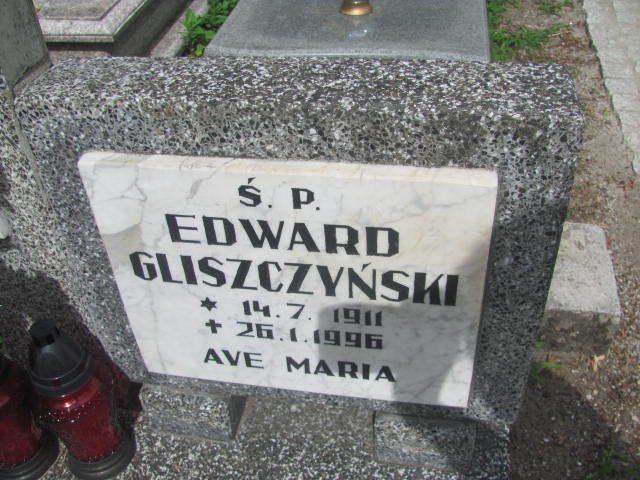 Ś. P.
EDWARD
GLISZCZYŃSKI
* 14.7.1911
✝ 26.1.1996
AVE MARIA